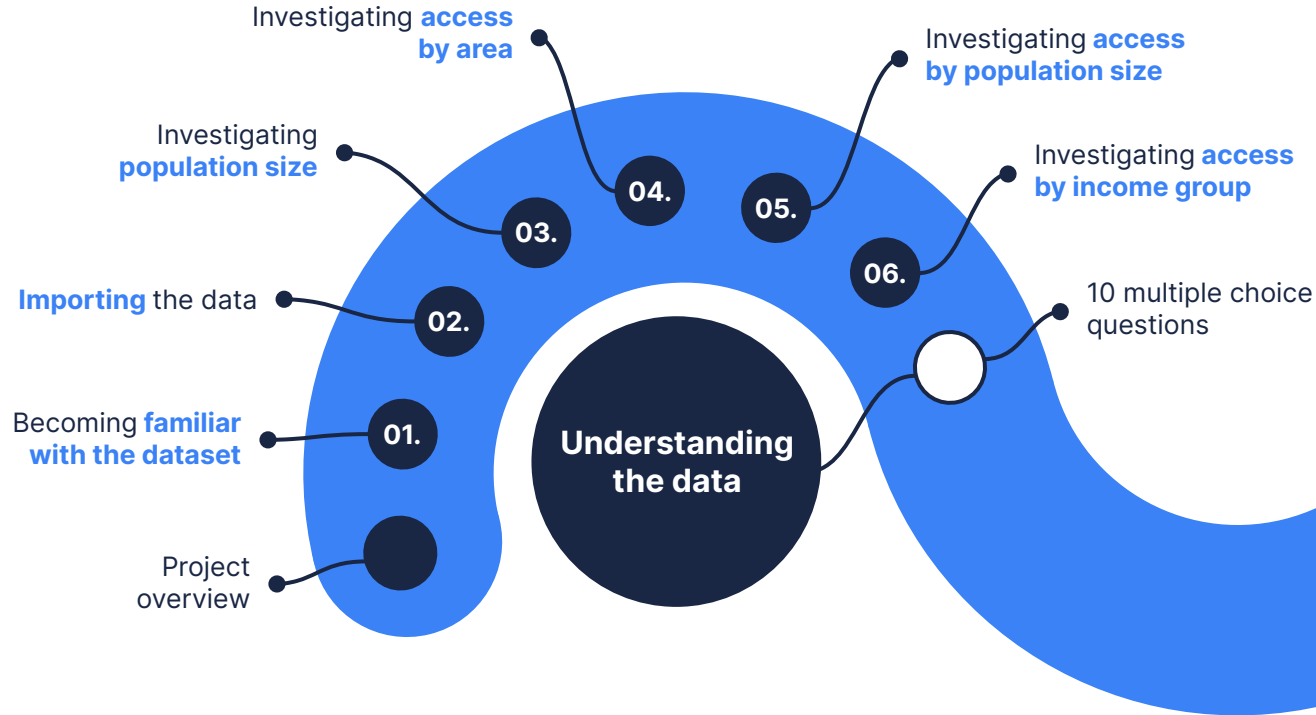 Project
overview
01.
Becoming familiar
with the dataset
02.
Importing the data
03.
Investigating
population size
04.
Investigating access
by area
05.
Investigating access
by population size
06.
Investigating access
by income group
10 multiple choice
questions
Understanding
the data